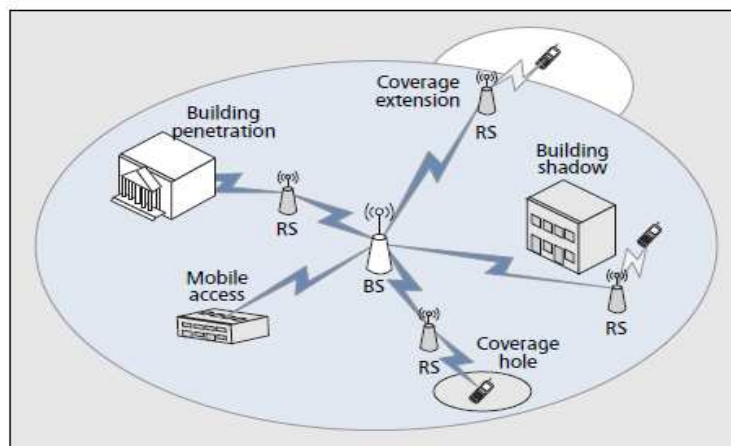 Coverage
extension
RS
Building
penetration
Building
shadow
RS
BS
Mobile
access
RS
RS
Coverage
hole